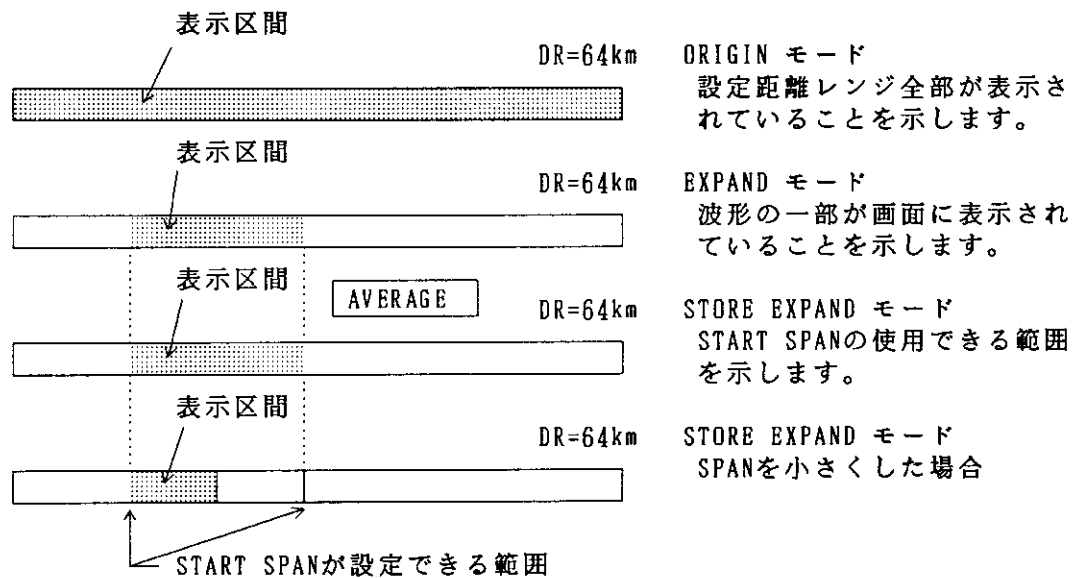 表示区間
DR=64km ORIGIN モード
設定距離レンジ全部が表示さ
れていることを示します。
表示区間
DR=64km EXPAND モード
波形の一部が画面に表示され
ていることを示します。
表示区間
AVERAGE
DR=64km STORE EXPAND モード
START SPANの使用できる範囲
を示します。
表示区間
DR=64km STORE EXPAND モード
SPANを小さくした場合
START SPANが設定できる範囲